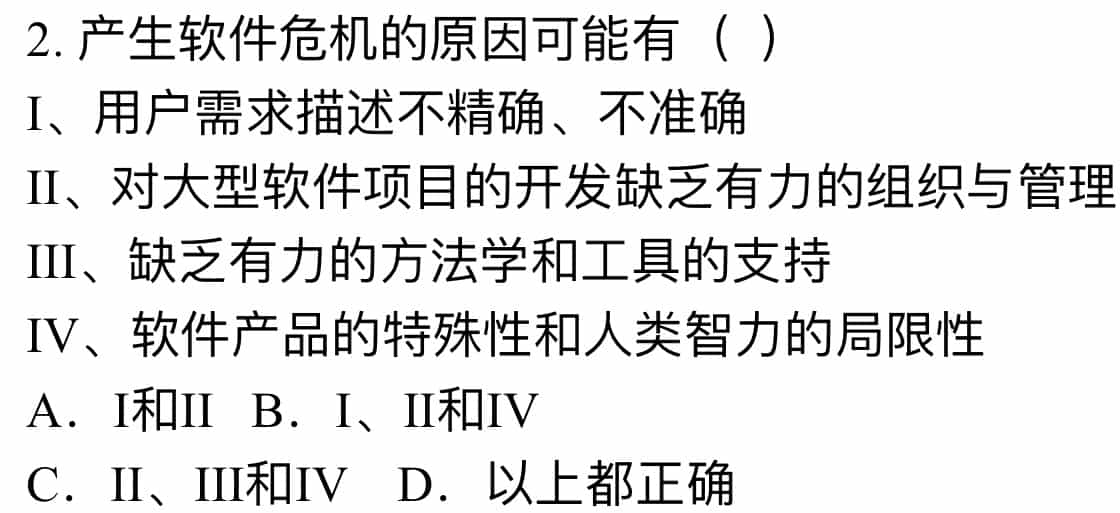 2. 产生软件危机的原因可能有（ ）
I、用户需求描述不精确、不准确
II、对大型软件项目的开发缺乏有力的组织与管理
III、缺乏有力的方法学和工具的支持
IV、软件产品的特殊性和人类智力的局限性
A．I和II B．I、II和IV
C．II、III和IV D．以上都正确